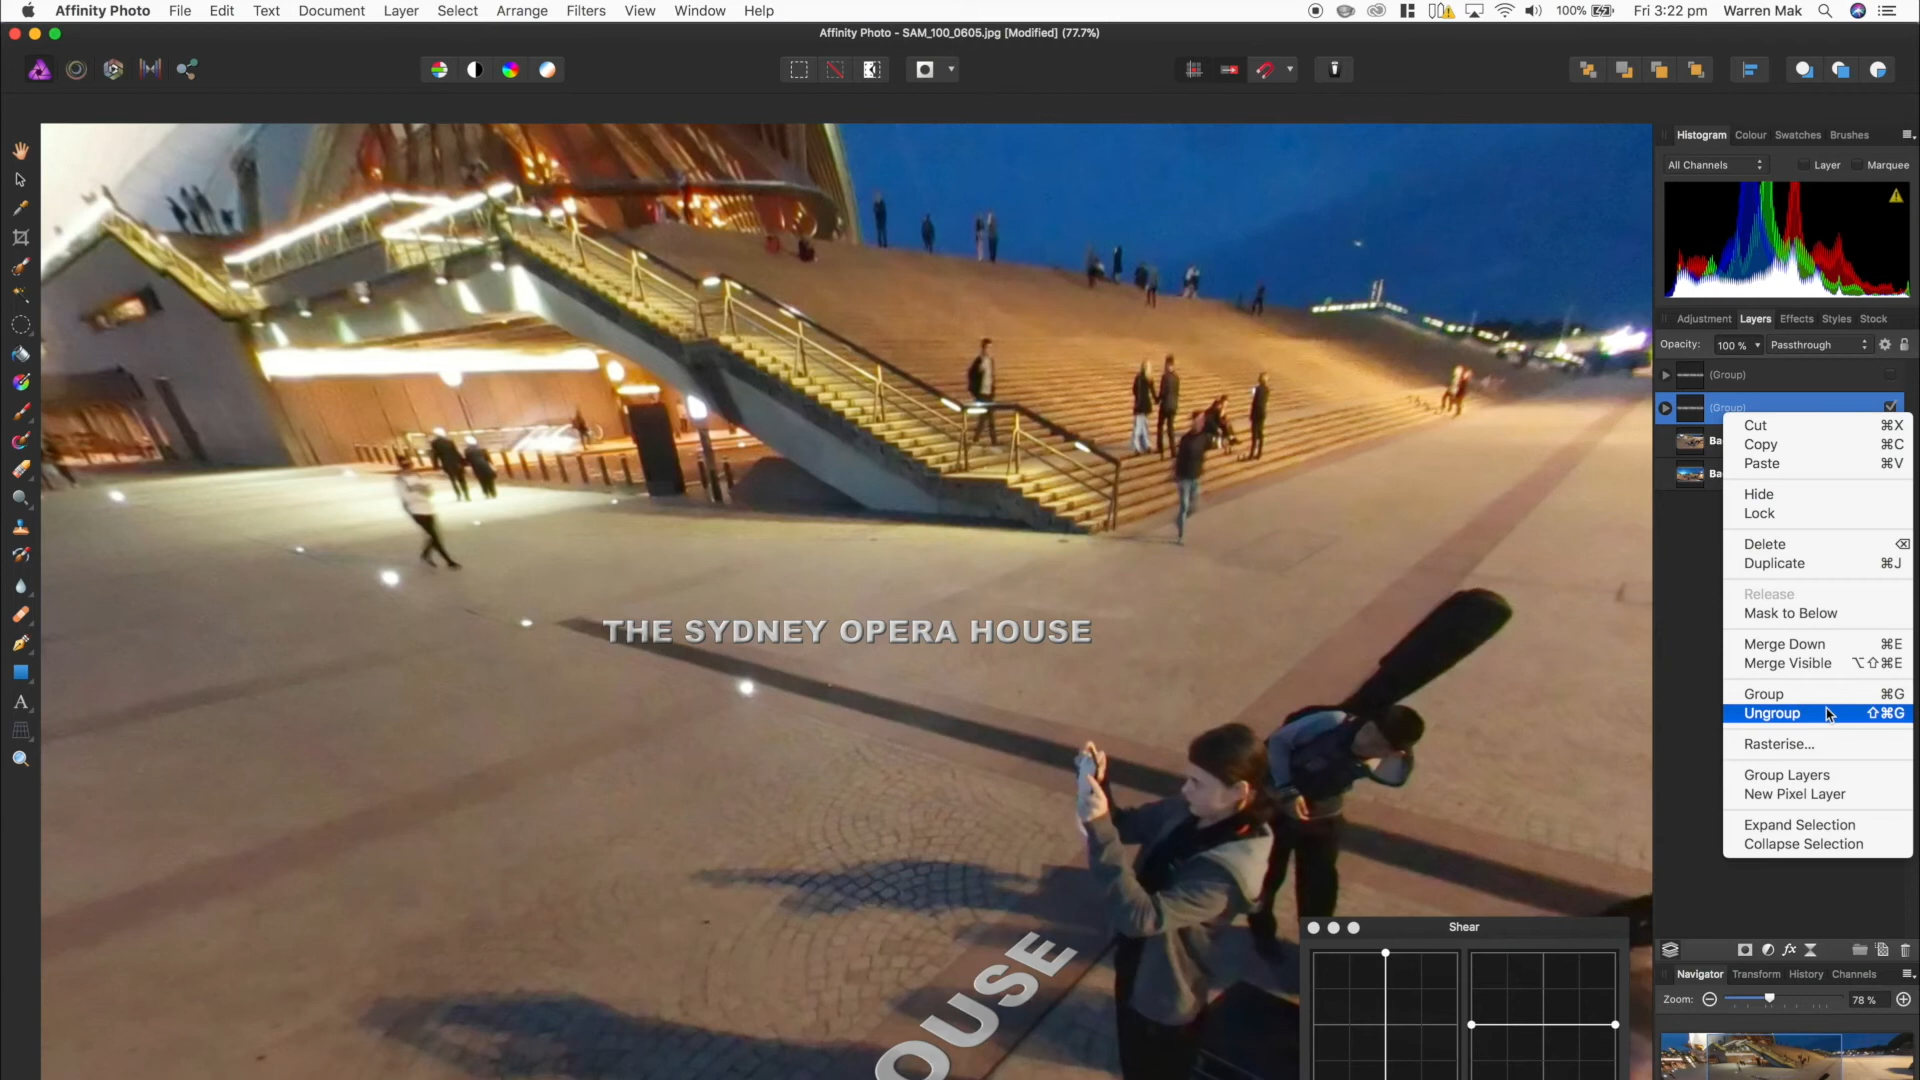 Affinity Photo File Edit Text Document Layer Select Arrange Filters View Window Help 100% Fri 3:22 pm Warren Mak
Affinity Photo - SAM_100_0605.jpg [Modified] (77.7%)
Histogram Colour Swatches Brushes
All Channels Layer Marquee
Adjustment Layers Effects Styles Stock
Opacity: 100 % Passthrough
(Group)
(Group)
Cut ⌘X
Copy ⌘C
Ba
Paste ⌘V
Ba
Hide
Lock
Delete ⌫
Duplicate ⌘J
Release
Mask to Below
THE SYDNEY OPERA HOUSE
Merge Down ⌘E
Merge Visible ⌥⇧⌘E
Group ⌘G
Ungroup ⇧⌘G
A
Rasterise...
Group Layers
New Pixel Layer
Expand Selection
Collapse Selection
Shear
fx
OUSE
Navigator Transform History Channels
Zoom: 78 %